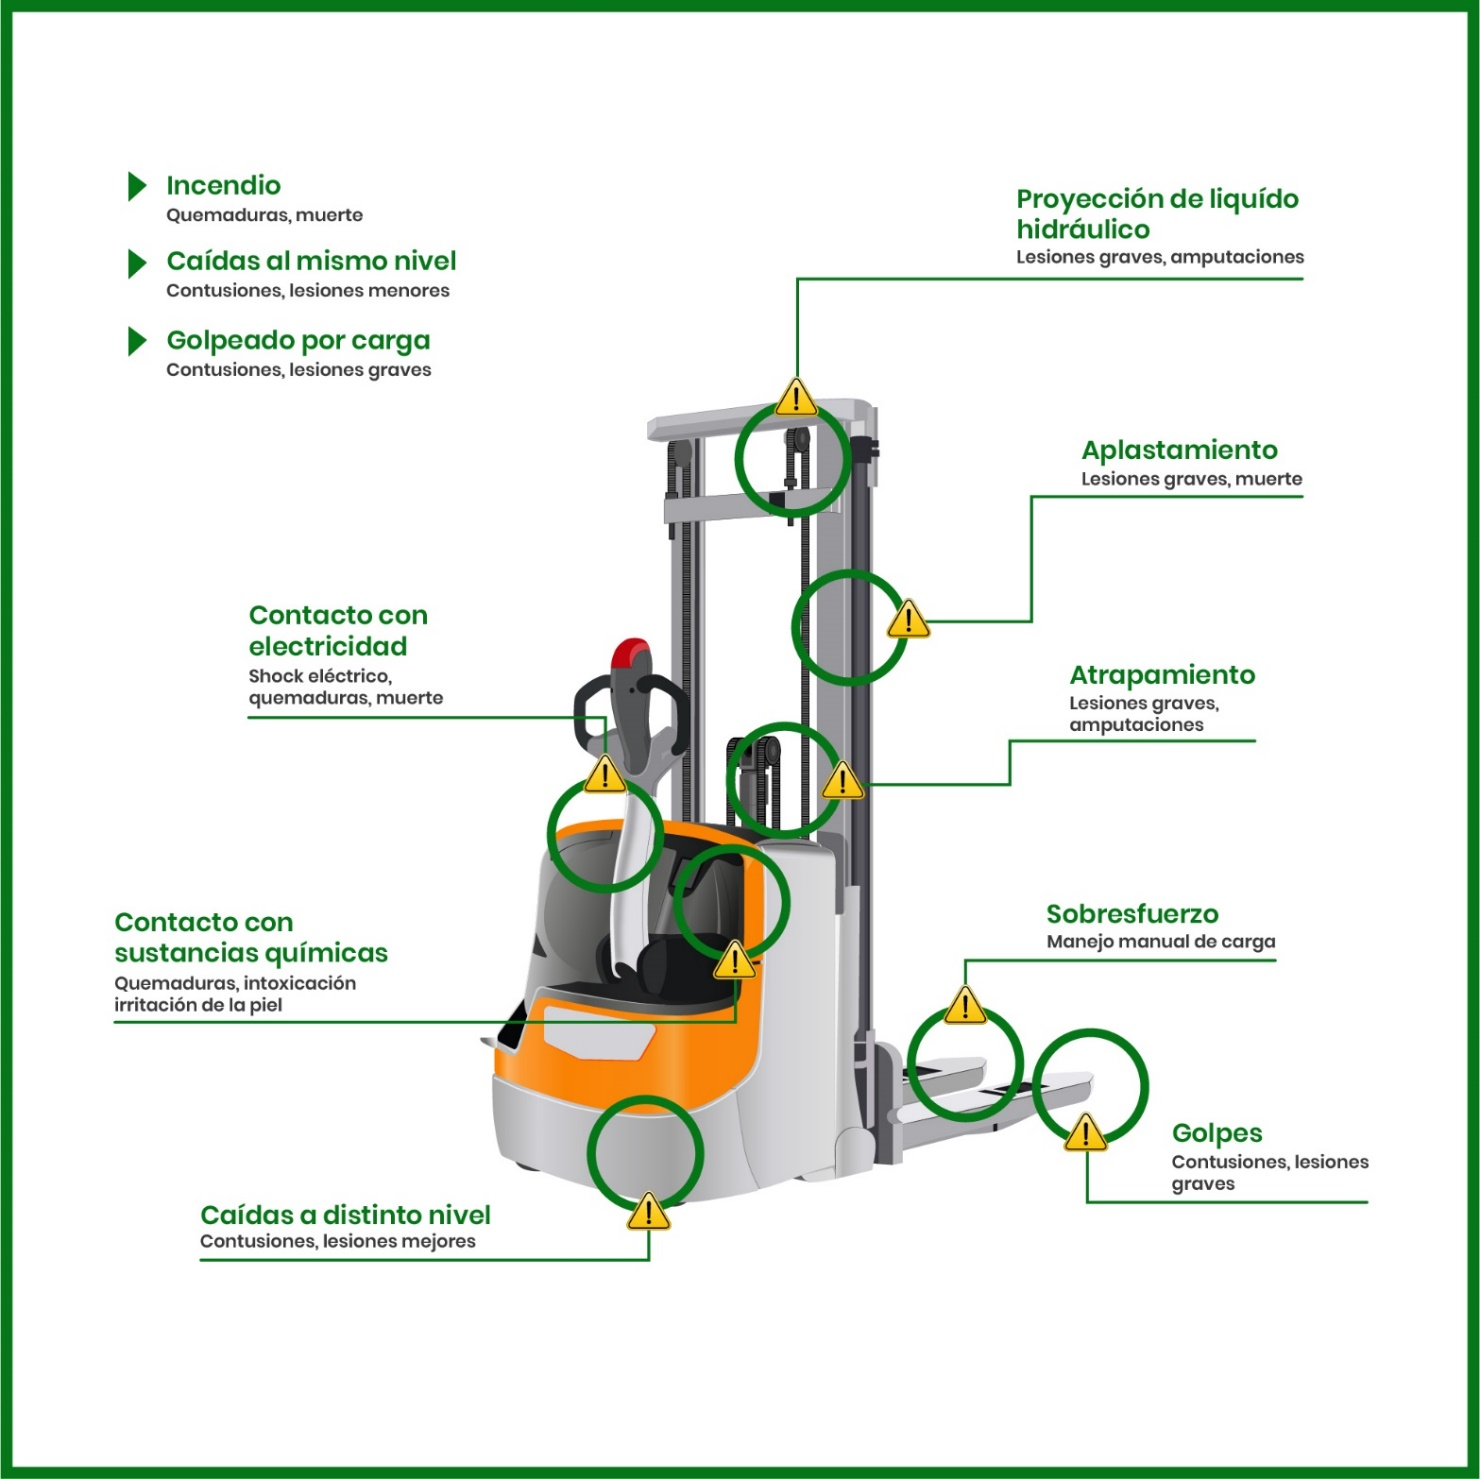 Incendio
Quemaduras, muerte
Caídas al mismo nivel
Contusiones, lesiones menores
Golpeado por carga
Contusiones, lesiones graves
Proyección de liquído
hidráulico
Lesiones graves, amputaciones
Aplastamiento
Lesiones graves, muerte
Contacto con
electricidad
Shock eléctrico,
quemaduras, muerte
Atrapamiento
Lesiones graves,
amputaciones
Contacto con
sustancias químicas
Quemaduras, intoxicación
irritación de la piel
Sobresfuerzo
Manejo manual de carga
Golpes
Contusiones, lesiones
graves
Caídas a distinto nivel
Contusiones, lesiones mejores